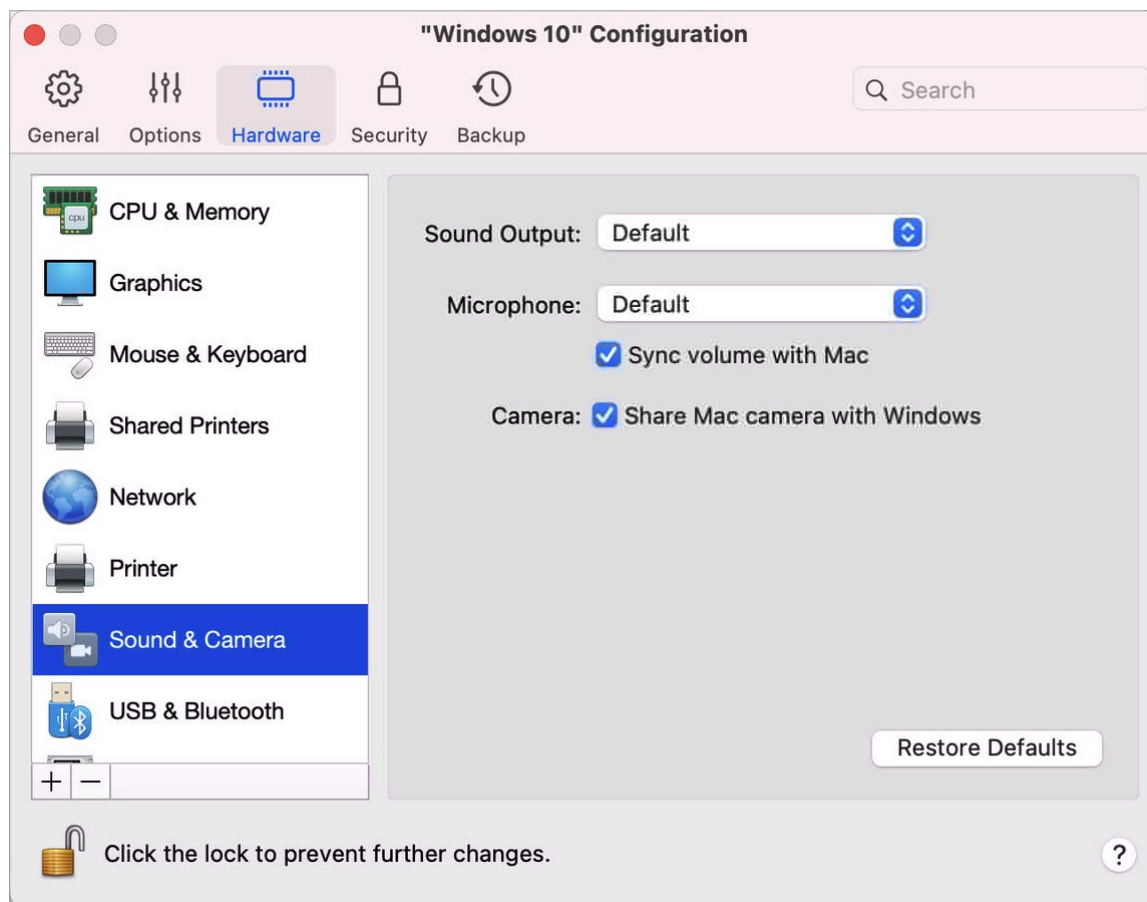 "Windows 10" Configuration
General Options Hardware Security Backup
Search
CPU & Memory
Graphics
Mouse & Keyboard
Shared Printers
Network
Printer
Sound & Camera
USB & Bluetooth
Sound Output: Default
Microphone: Default
Sync volume with Mac
Camera: Share Mac camera with Windows
Restore Defaults
Click the lock to prevent further changes.
?